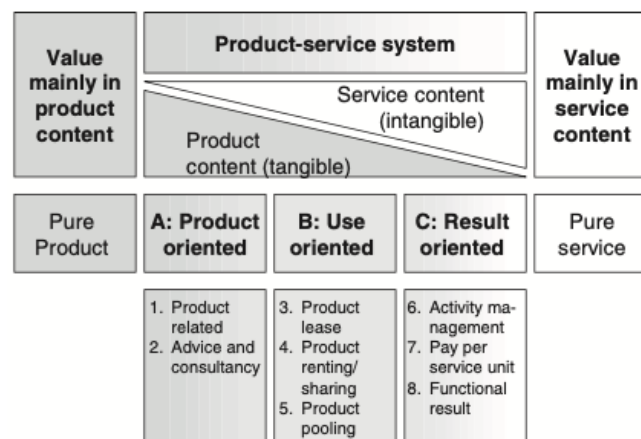 Value
mainly in
product
content
Product-service system
Service content
(intangible)
Product
content (tangible)
Value
mainly in
service
content
Pure
Product
A: Product
oriented
B: Use
oriented
C: Result
oriented
Pure
service
1. Product
related
2. Advice and
consultancy
3. Product
lease
4. Product
renting/
sharing
5. Product
pooling
6. Activity ma-
nagement
7. Pay per
service unit
8. Functional
result